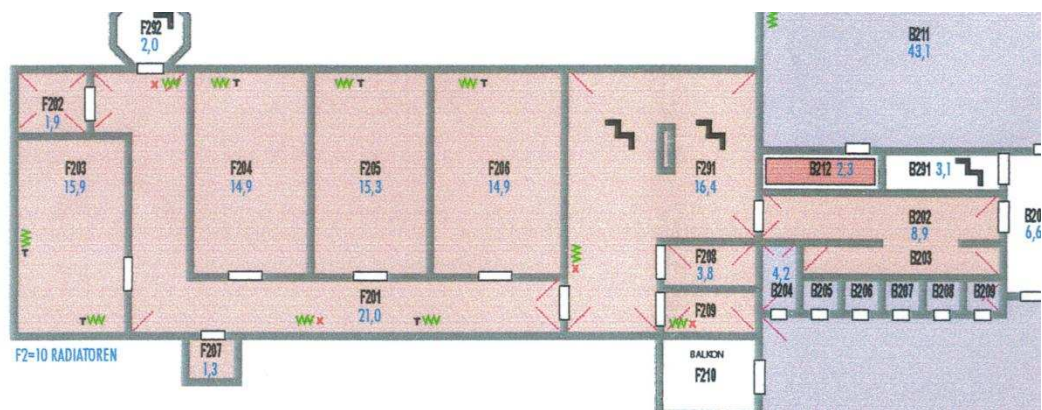 F292
2,0
B211
43,1
F202
1,9
T
T
T
F203
15,9
F204
14,9
F205
15,3
F206
14,9
F291
16,4
B212 2,3
B291 3,1
B202
8,9
6,6
T
x
x
F208
3,8
B203
4,2
B204
B205
B206
B207
B208
B209
F201
21,0
T
x
T
F209
x
F207
1,3
F2=10 RADIATOREN
BALKON
F210